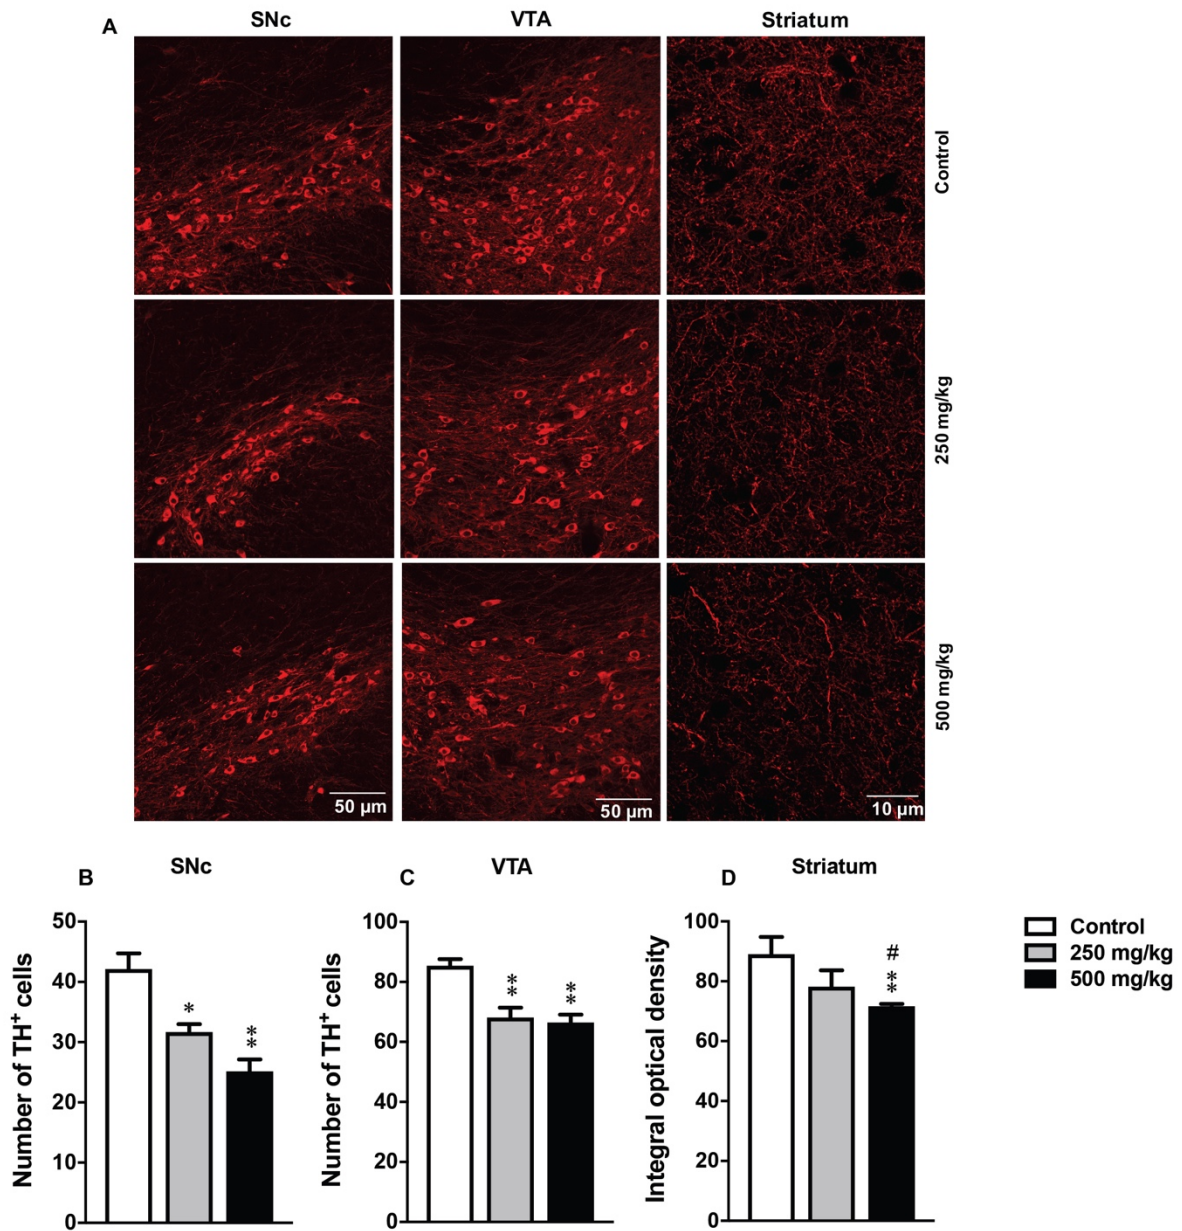 A
SNc
VTA
Striatum
Control
250 mg/kg
500 mg/kg
50 µm
50 µm
10 µm
B
SNc
Number of TH+ cells
50
40
30
20
10
0
*
**
C
VTA
Number of TH+ cells
100
80
60
40
20
0
**
**
D
Striatum
Integral optical density
100
80
60
40
20
0
#
**
Control
250 mg/kg
500 mg/kg